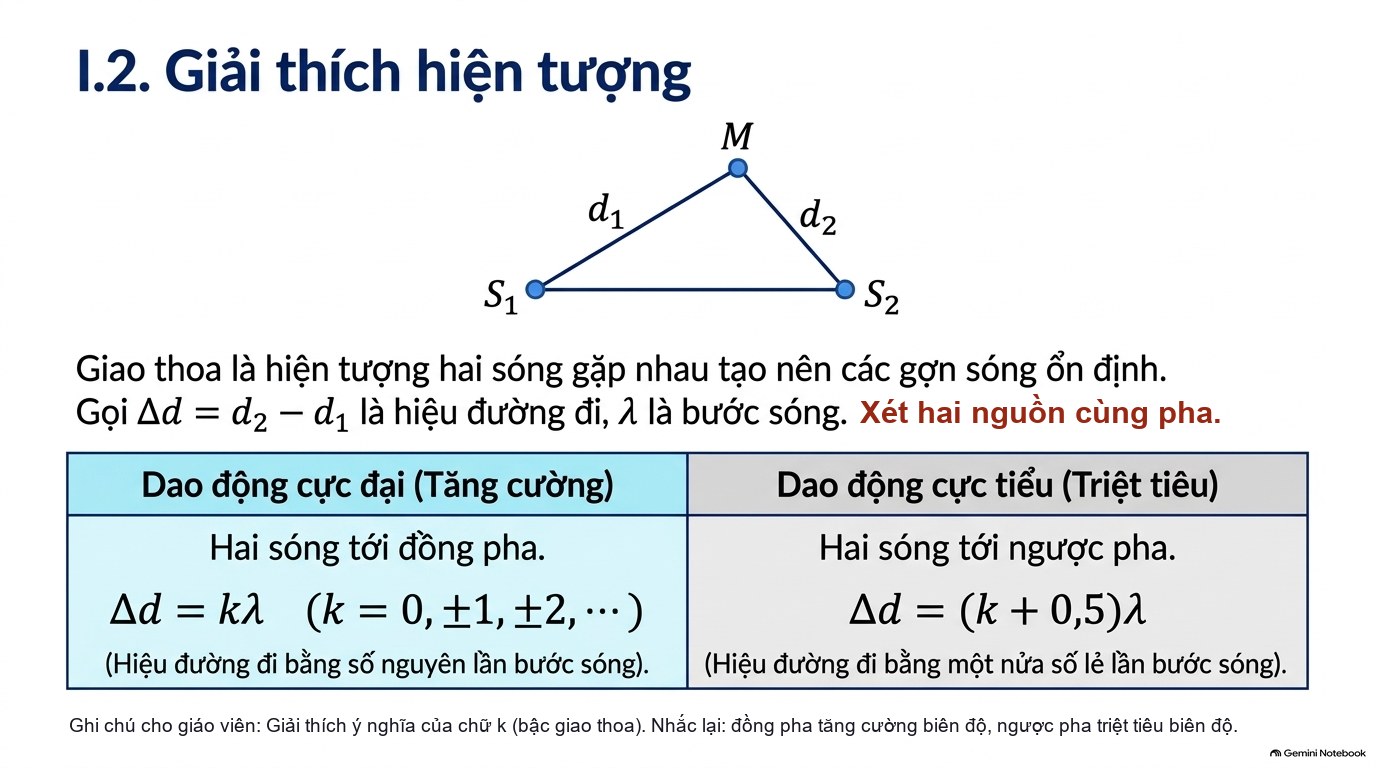 I.2. Giải thích hiện tượng
M
d₁
d₂
S₁
S₂
Giao thoa là hiện tượng hai sóng gặp nhau tạo nên các gợn sóng ổn định.
Gọi Δd = d₂ − d₁ là hiệu đường đi, λ là bước sóng. Xét hai nguồn cùng pha.
Dao động cực đại (Tăng cường)
Dao động cực tiểu (Triệt tiêu)
Hai sóng tới đồng pha.
Hai sóng tới ngược pha.
Δd = kλ (k = 0, ±1, ±2, ⋯)
Δd = (k + 0,5)λ
(Hiệu đường đi bằng số nguyên lần bước sóng).
(Hiệu đường đi bằng một nửa số lẻ lần bước sóng).
Ghi chú cho giáo viên: Giải thích ý nghĩa của chữ k (bậc giao thoa). Nhắc lại: đồng pha tăng cường biên độ, ngược pha triệt tiêu biên độ.
Gemini Notebook